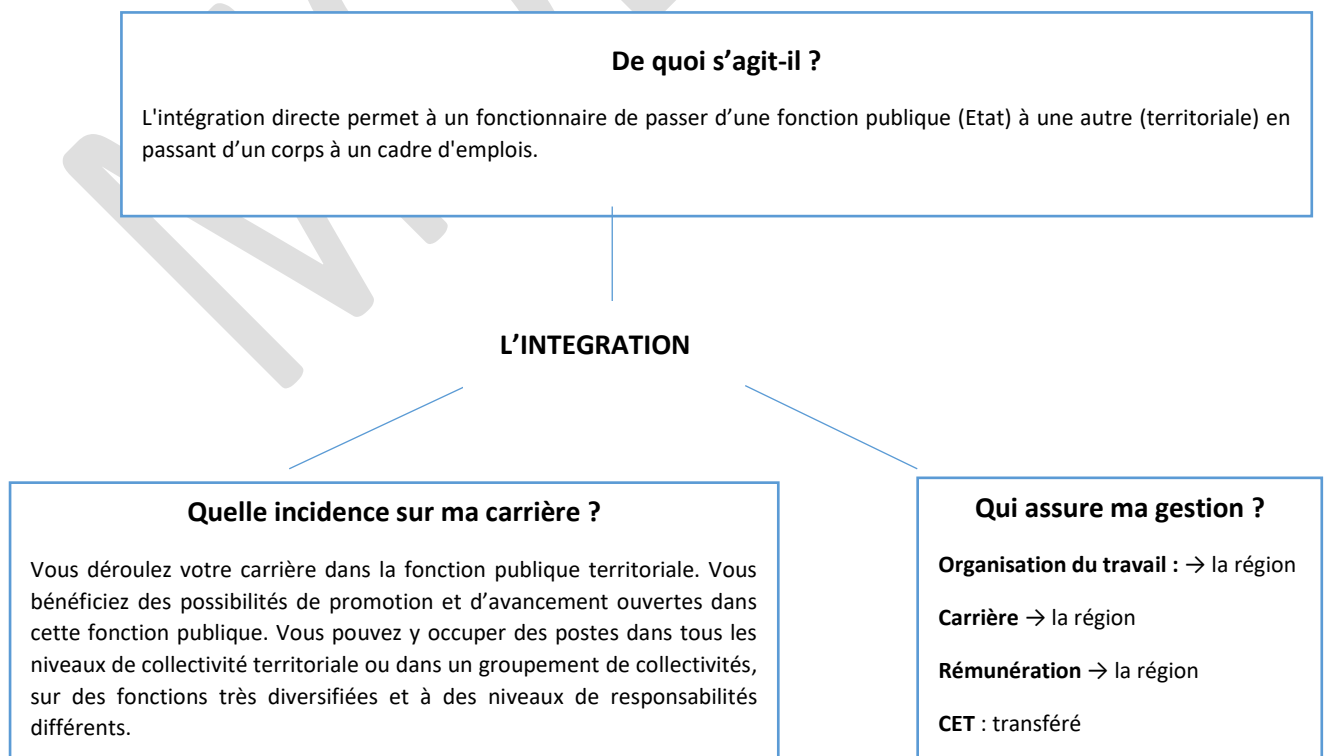 De quoi s’agit-il ?
L'intégration directe permet à un fonctionnaire de passer d’une fonction publique (Etat) à une autre (territoriale) en
passant d’un corps à un cadre d'emplois.
L’INTEGRATION
Quelle incidence sur ma carrière ?
Vous déroulez votre carrière dans la fonction publique territoriale. Vous
bénéficiez des possibilités de promotion et d’avancement ouvertes dans
cette fonction publique. Vous pouvez y occuper des postes dans tous les
niveaux de collectivité territoriale ou dans un groupement de collectivités,
sur des fonctions très diversifiées et à des niveaux de responsabilités
différents.
Qui assure ma gestion ?
Organisation du travail : → la région
Carrière → la région
Rémunération → la région
CET : transféré